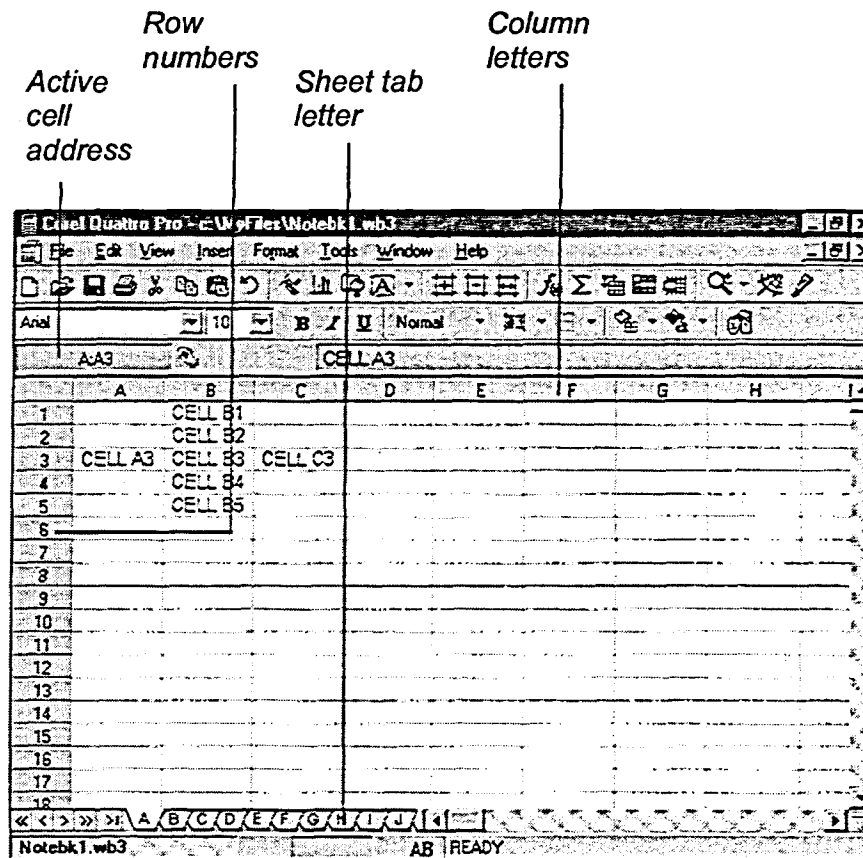 Row
numbers
Column
letters
Active
cell
address
Sheet tab
letter
Corel Quattro Pro - c:\MyFiles\Notebk1.wb3
File Edit View Insert Format Tools Window Help
Arial 10 B I U Normal
A:A3 CELL A3
A B C D E F G H I
1 CELL B1
2 CELL B2
3 CELL A3 CELL B3 CELL C3
4 CELL B4
5 CELL B5
6
7
8
9
10
11
12
13
14
15
16
17
18
A B C D E F G H I J
Notebk1.wb3 AB READY